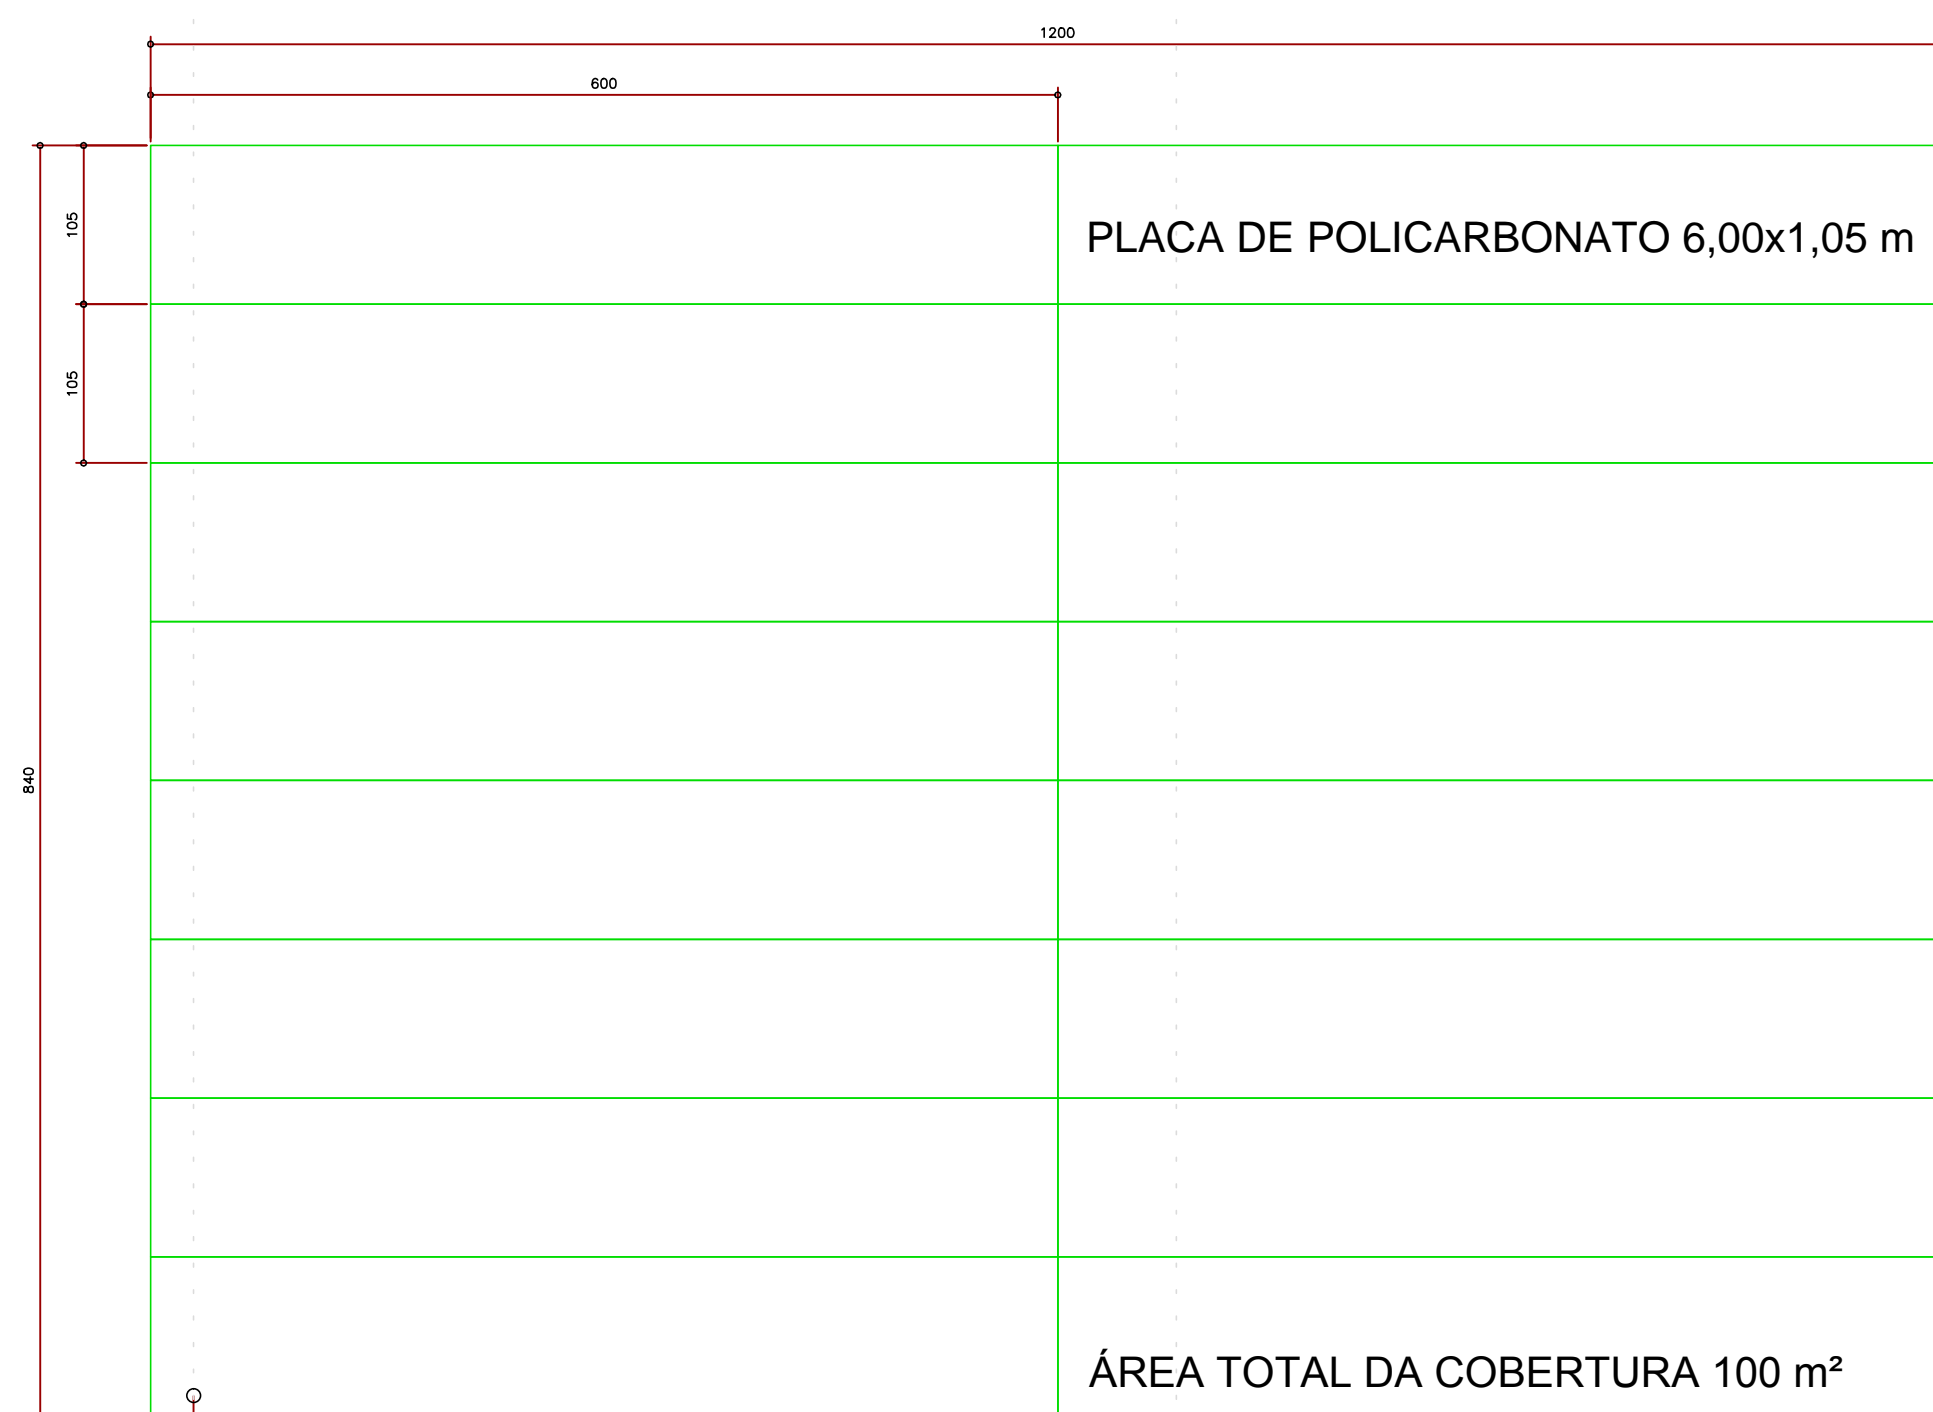 1200
600
105
PLACA DE POLICARBONATO 6,00x1,05 m
105
840
ÁREA TOTAL DA COBERTURA 100 m²